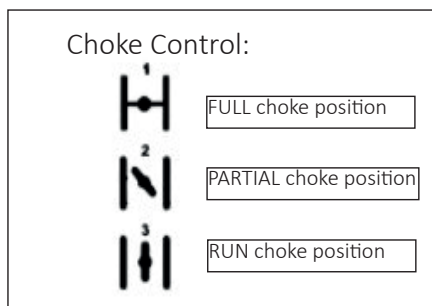 Choke Control:
1
FULL choke position
2
PARTIAL choke position
3
RUN choke position